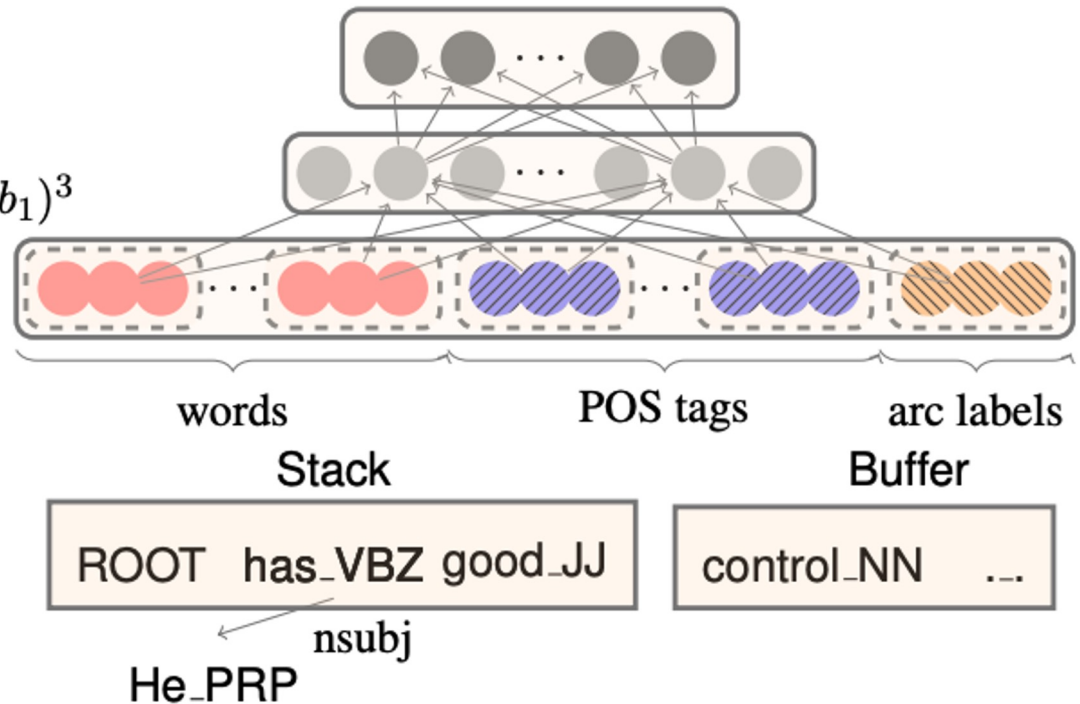 · · ·
b₁)³
· · ·
· · · · · ·
words POS tags arc labels
Stack Buffer
ROOT has_VBZ good_JJ control_NN ._.
nsubj
He_PRP